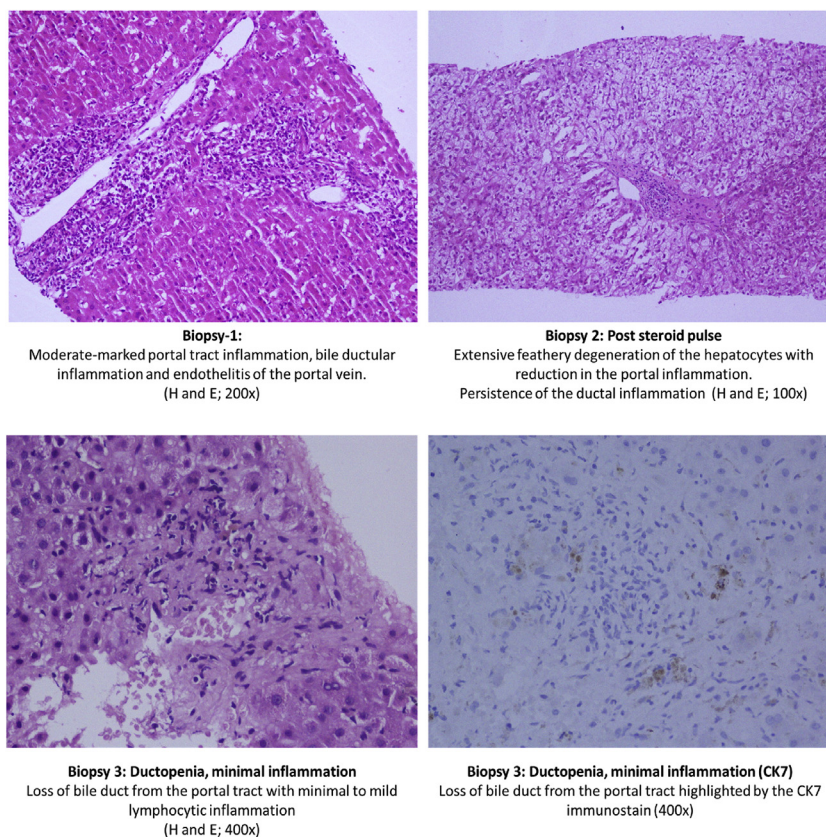 Biopsy-1:
Moderate-marked portal tract inflammation, bile ductular
inflammation and endothelitis of the portal vein.
(H and E; 200x)
Biopsy 2: Post steroid pulse
Extensive feathery degeneration of the hepatocytes with
reduction in the portal inflammation.
Persistence of the ductal inflammation (H and E; 100x)
Biopsy 3: Ductopenia, minimal inflammation
Loss of bile duct from the portal tract with minimal to mild
lymphocytic inflammation
(H and E; 400x)
Biopsy 3: Ductopenia, minimal inflammation (CK7)
Loss of bile duct from the portal tract highlighted by the CK7
immunostain (400x)